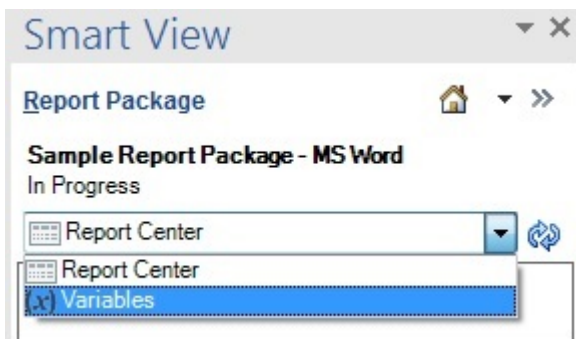 Smart View
Report Package
Sample Report Package - MS Word
In Progress
Report Center
Report Center
(x) Variables